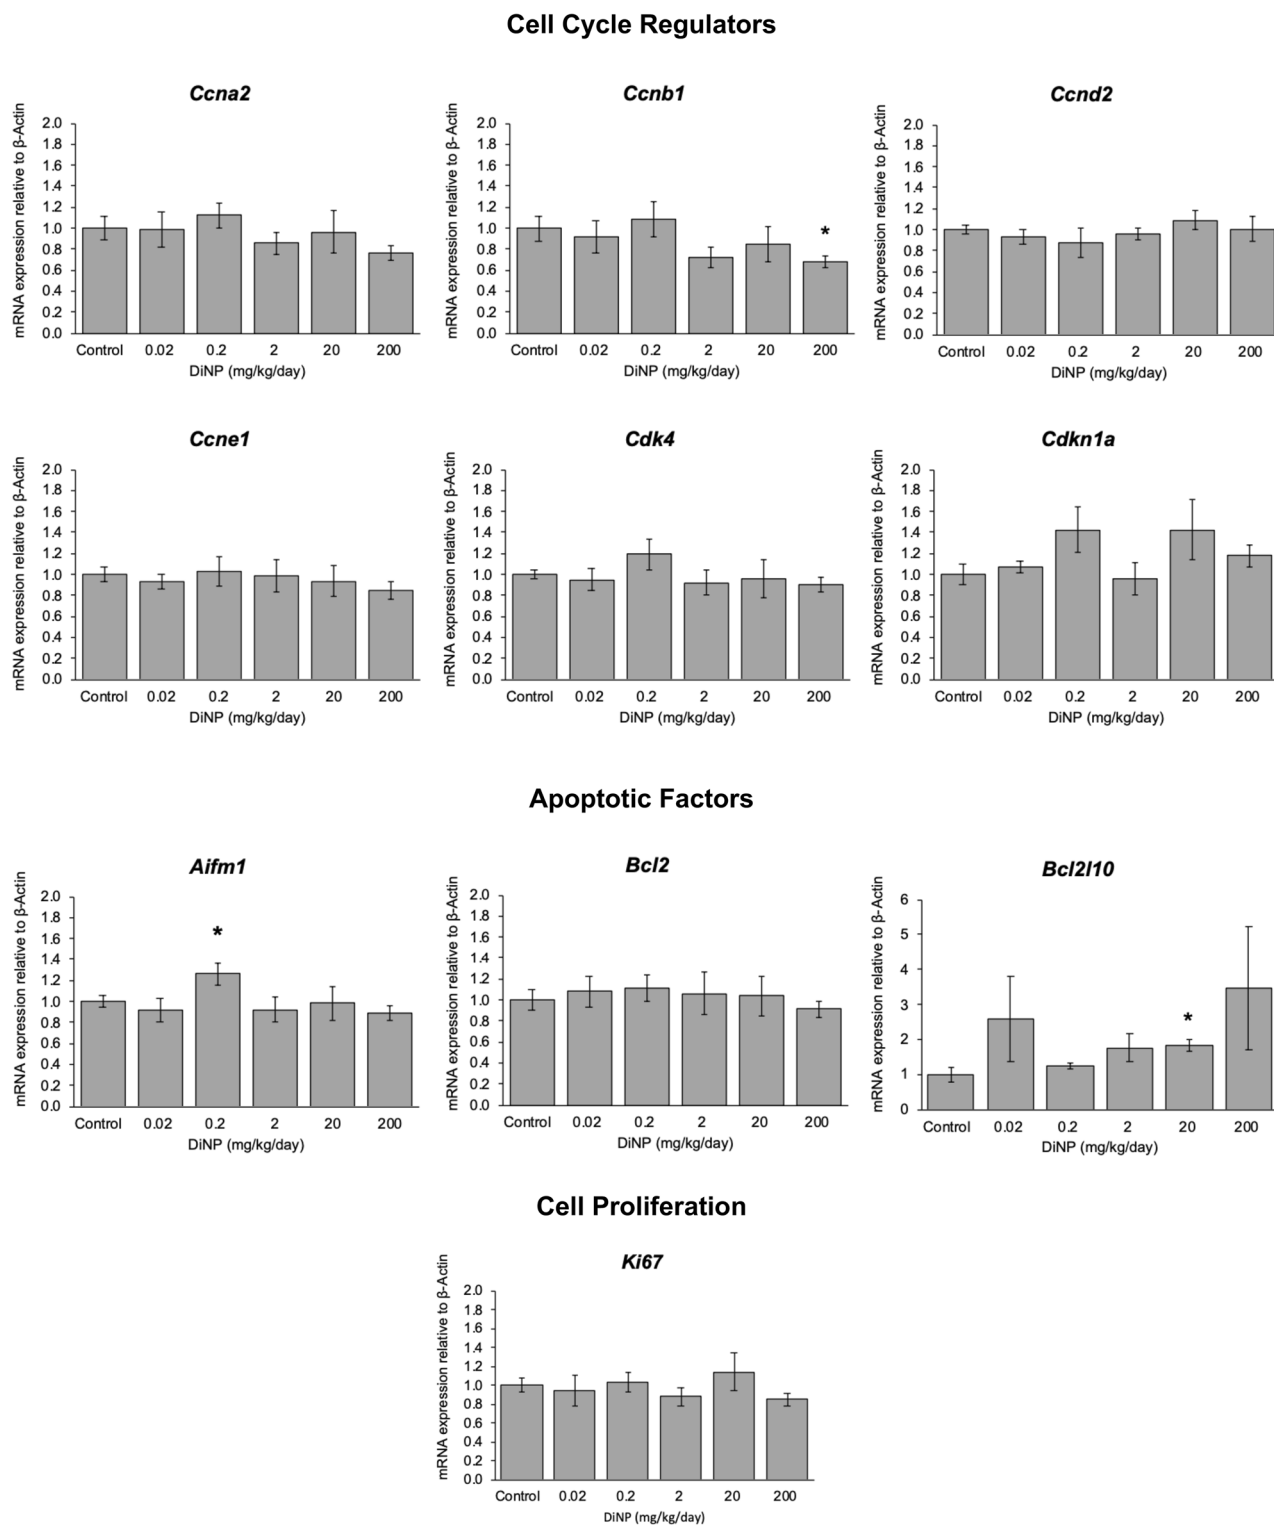 Cell Cycle Regulators
Ccna2
mRNA expression relative to β-Actin
2.0
1.8
1.6
1.4
1.2
1.0
0.8
0.6
0.4
0.2
0.0
Control 0.02 0.2 2 20 200
DiNP (mg/kg/day)
Ccnb1
mRNA expression relative to β-Actin
2.0
1.8
1.6
1.4
1.2
1.0
0.8
0.6
0.4
0.2
0.0
*
Control 0.02 0.2 2 20 200
DiNP (mg/kg/day)
Ccnd2
mRNA expression relative to β-Actin
2.0
1.8
1.6
1.4
1.2
1.0
0.8
0.6
0.4
0.2
0.0
Control 0.02 0.2 2 20 200
DiNP (mg/kg/day)
Ccne1
mRNA expression relative to β-Actin
2.0
1.8
1.6
1.4
1.2
1.0
0.8
0.6
0.4
0.2
0.0
Control 0.02 0.2 2 20 200
DiNP (mg/kg/day)
Cdk4
mRNA expression relative to β-Actin
2.0
1.8
1.6
1.4
1.2
1.0
0.8
0.6
0.4
0.2
0.0
Control 0.02 0.2 2 20 200
DiNP (mg/kg/day)
Cdkn1a
mRNA expression relative to β-Actin
2.0
1.8
1.6
1.4
1.2
1.0
0.8
0.6
0.4
0.2
0.0
Control 0.02 0.2 2 20 200
DiNP (mg/kg/day)
Apoptotic Factors
Aifm1
mRNA expression relative to β-Actin
2.0
1.8
1.6
1.4
1.2
1.0
0.8
0.6
0.4
0.2
0.0
*
Control 0.02 0.2 2 20 200
DiNP (mg/kg/day)
Bcl2
mRNA expression relative to β-Actin
2.0
1.8
1.6
1.4
1.2
1.0
0.8
0.6
0.4
0.2
0.0
Control 0.02 0.2 2 20 200
DiNP (mg/kg/day)
Bcl2l10
mRNA expression relative to β-Actin
6
5
4
3
2
1
0
*
Control 0.02 0.2 2 20 200
DiNP (mg/kg/day)
Cell Proliferation
Ki67
mRNA expression relative to β-Actin
2.0
1.8
1.6
1.4
1.2
1.0
0.8
0.6
0.4
0.2
0.0
Control 0.02 0.2 2 20 200
DiNP (mg/kg/day)